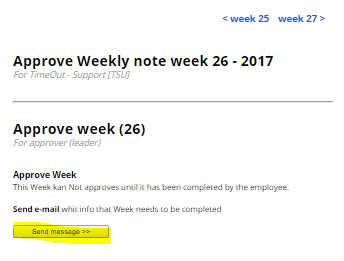 < week 25 week 27 >
Approve Weekly note week 26 - 2017
For TimeOut - Support [TSU]
Approve week (26)
For approver (leader)
Approve Week
This Week kan Not approves until it has been completed by the employee.
Send e-mail whit info that Week needs to be completed
Send message >>